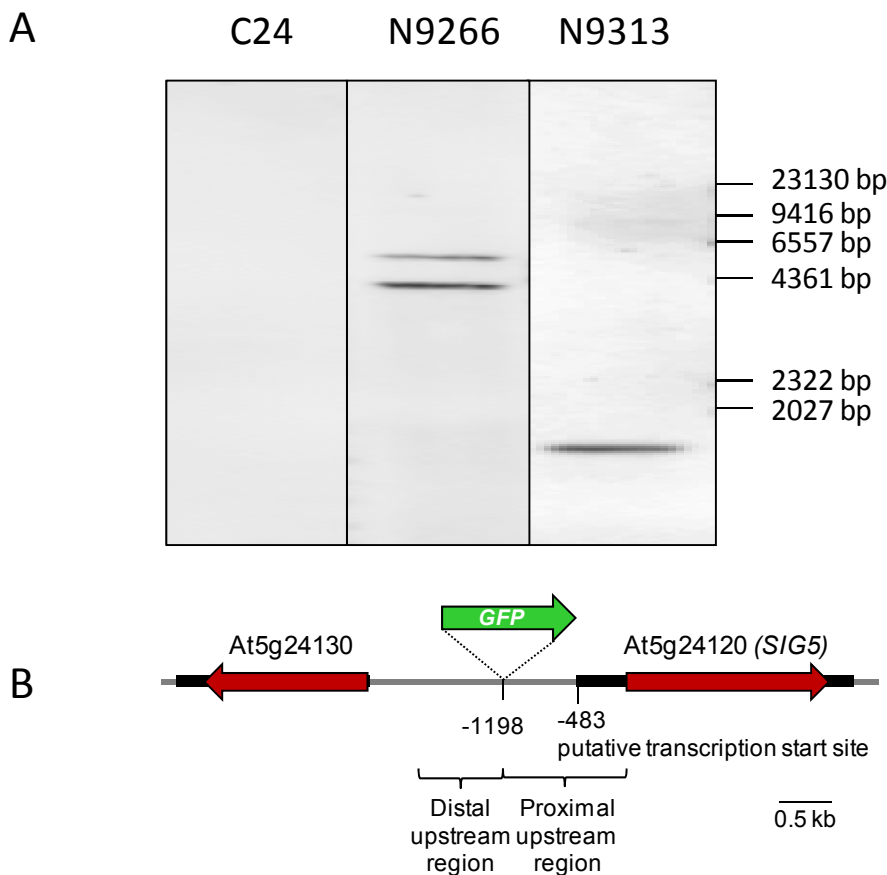 A
C24 N9266 N9313
23130 bp
9416 bp
6557 bp
4361 bp
2322 bp
2027 bp
GFP
At5g24130 At5g24120 (SIG5)
B
-1198 -483
putative transcription start site
Distal upstream region
Proximal upstream region
0.5 kb